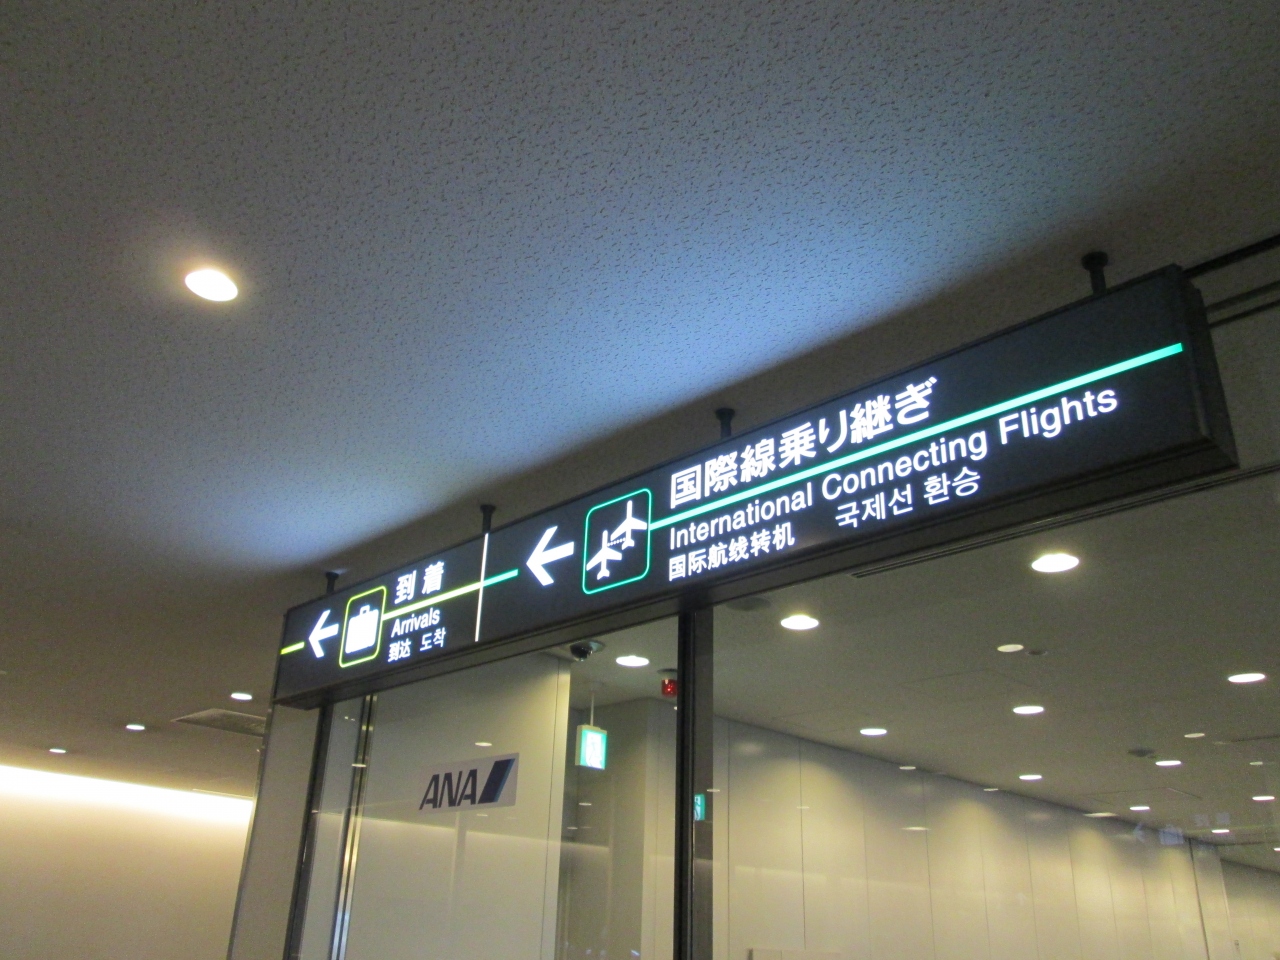 到着
Arrivals
到达 도착
国際線乗り継ぎ
International Connecting Flights
国际航线转机 국제선 환승
ANA